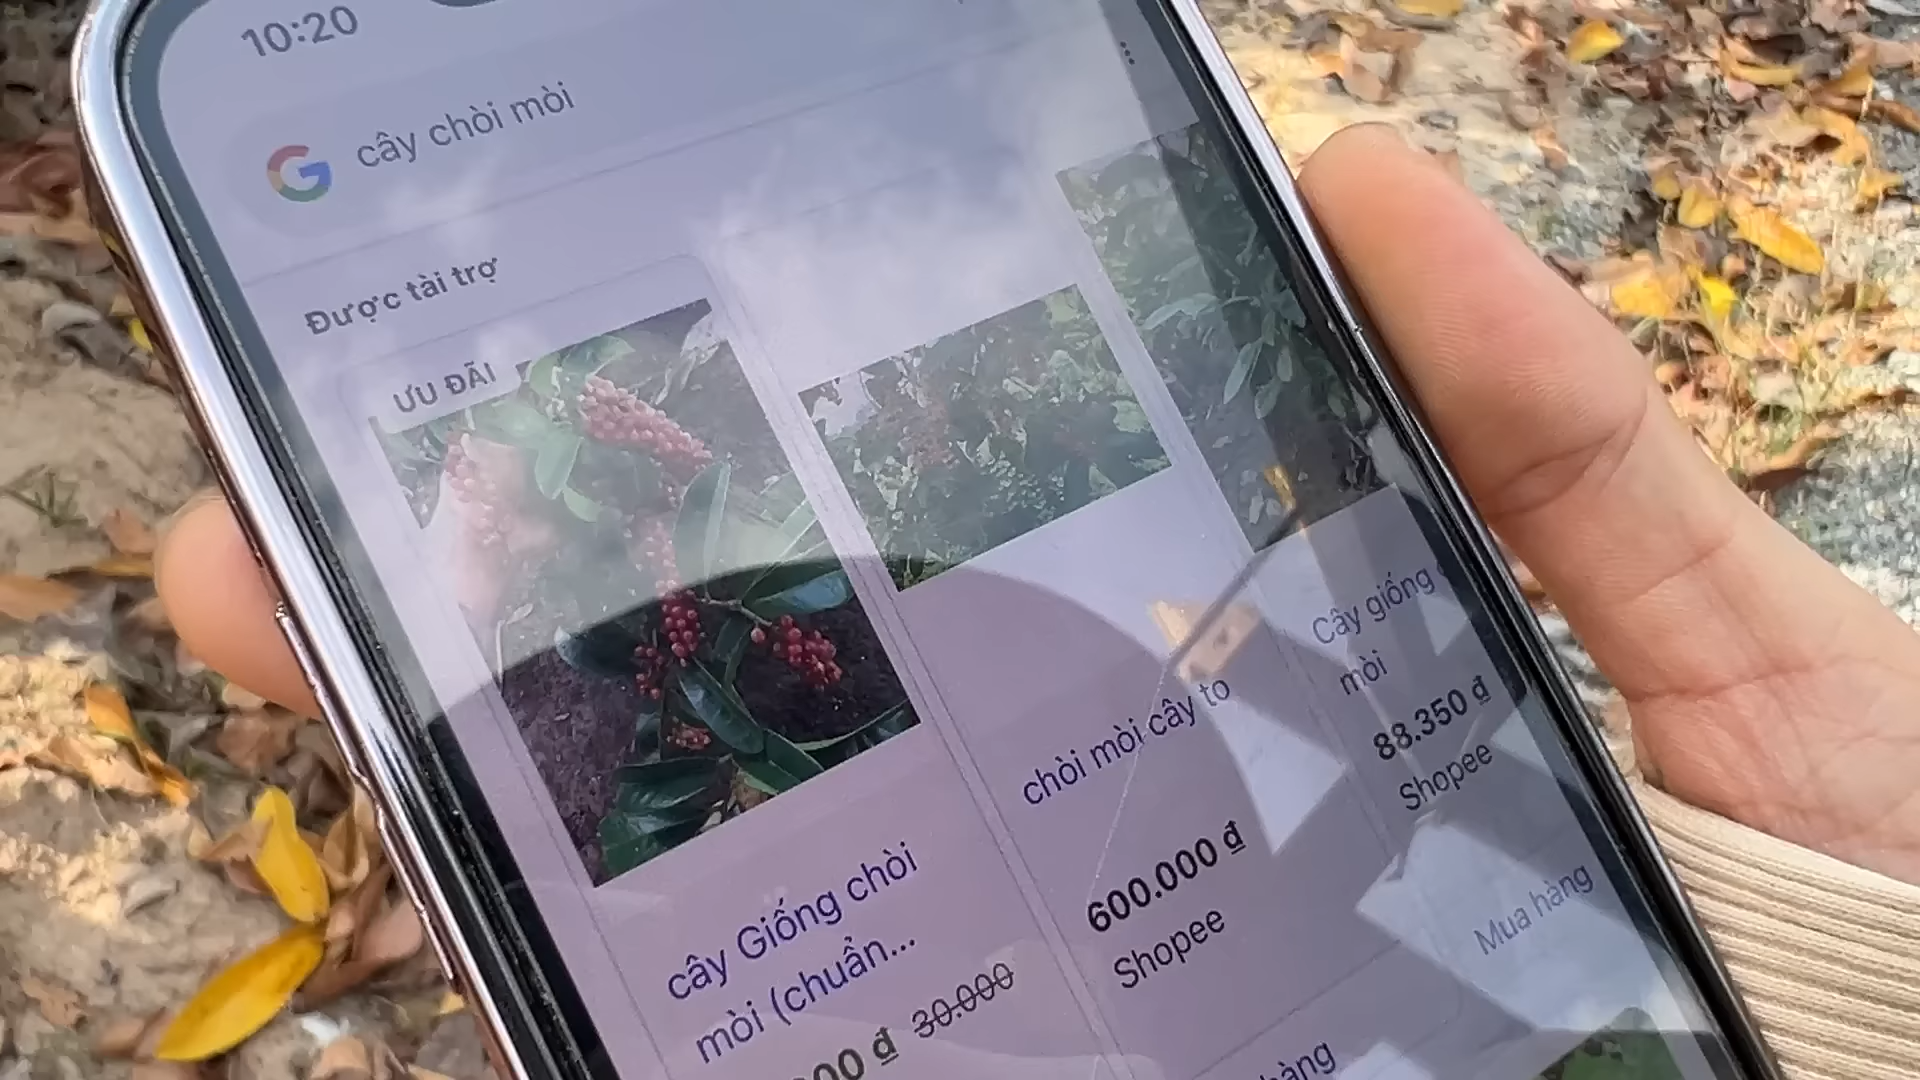 10:20
cây chòi mòi
Được tài trợ
ƯU ĐÃI
cây Giống chòi
mòi (chuẩn...
đ 30.000
chòi mòi cây to
600.000 đ
Shopee
hàng
Cây giống
mòi
88.350 đ
Shopee
Mua hàng